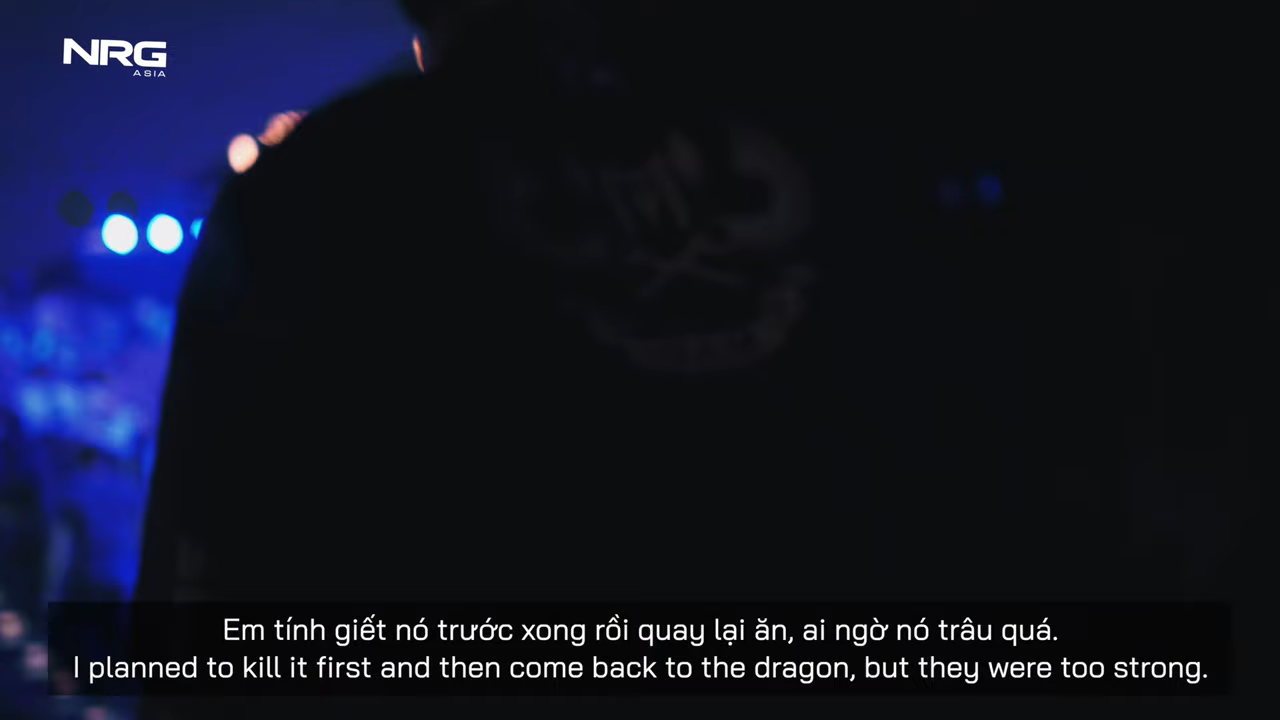 NRG
ASIA
Em tính giết nó trước xong rồi quay lại ăn, ai ngờ nó trâu quá.
I planned to kill it first and then come back to the dragon, but they were too strong.